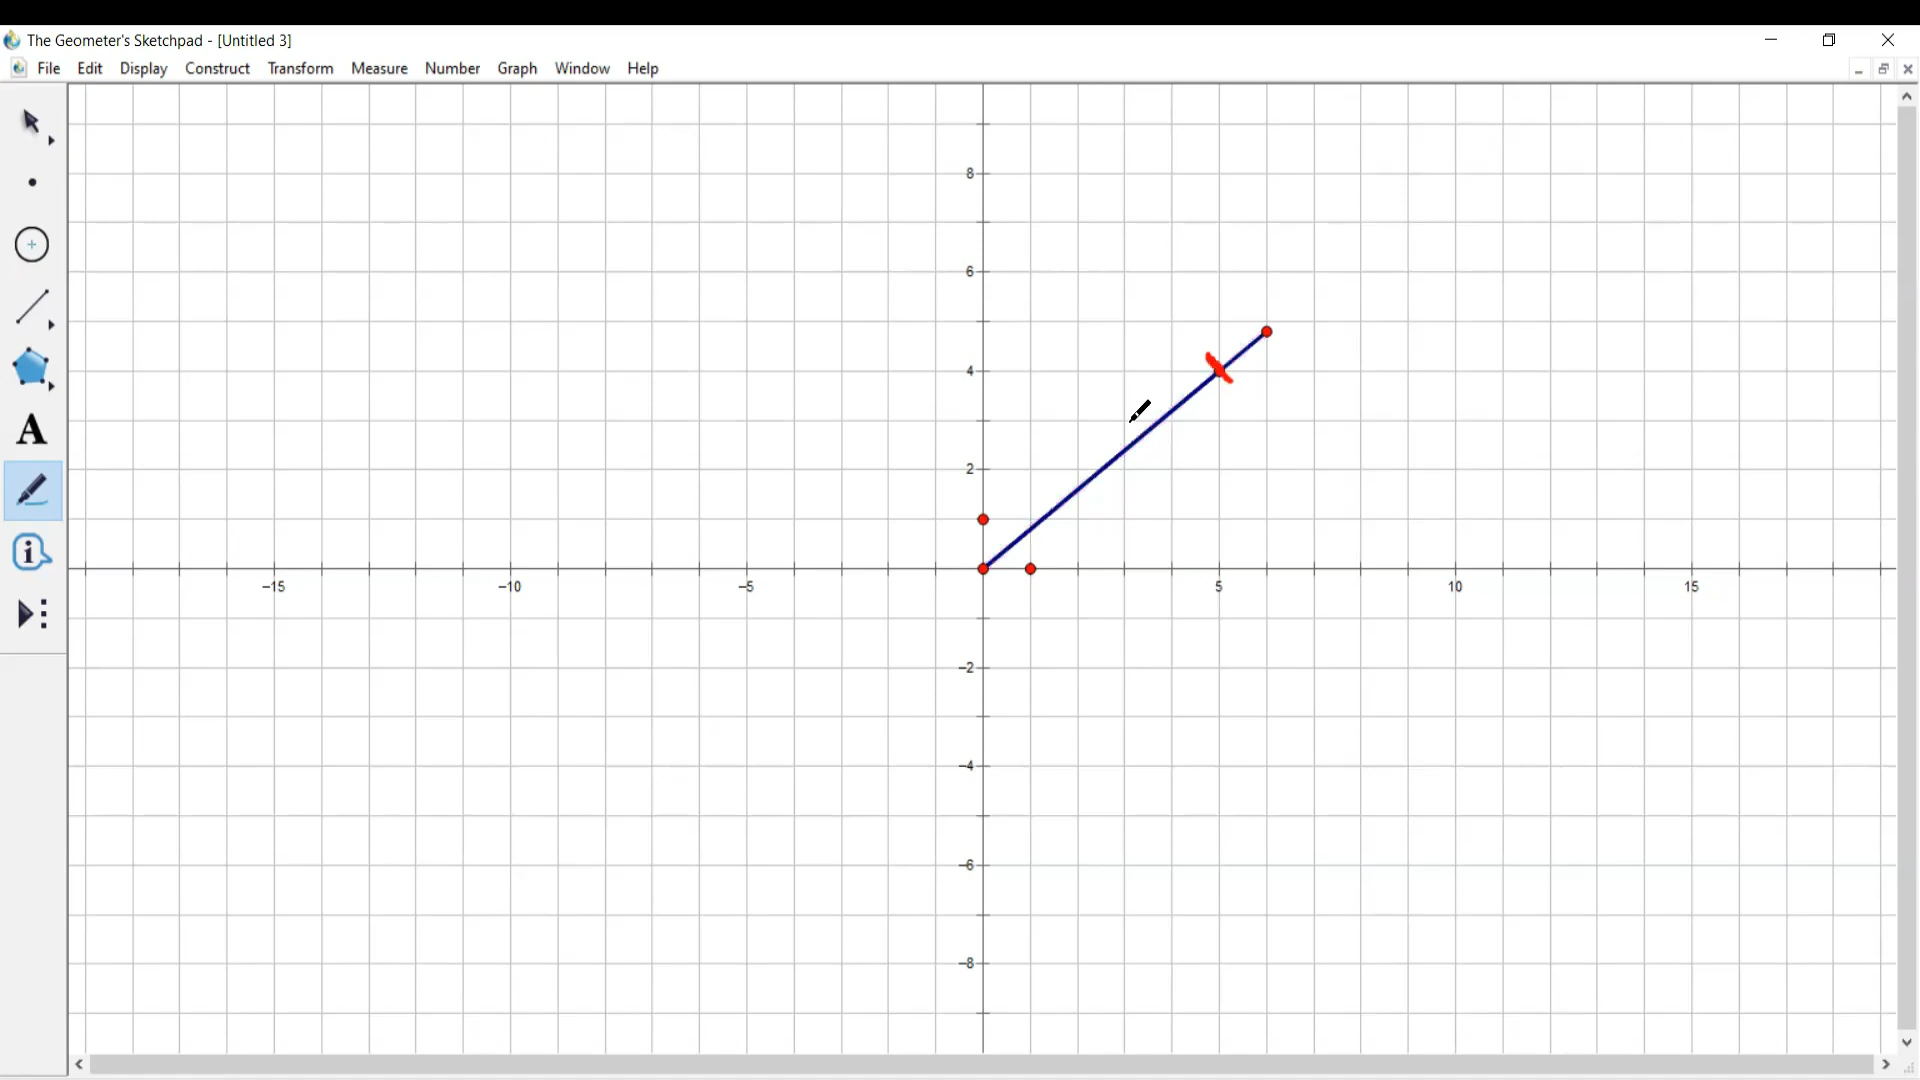 The Geometer's Sketchpad - [Untitled 3]
File Edit Display Construct Transform Measure Number Graph Window Help
A
i
8
6
4
2
−15 −10 −5 5 10 15
−2
−4
−6
−8